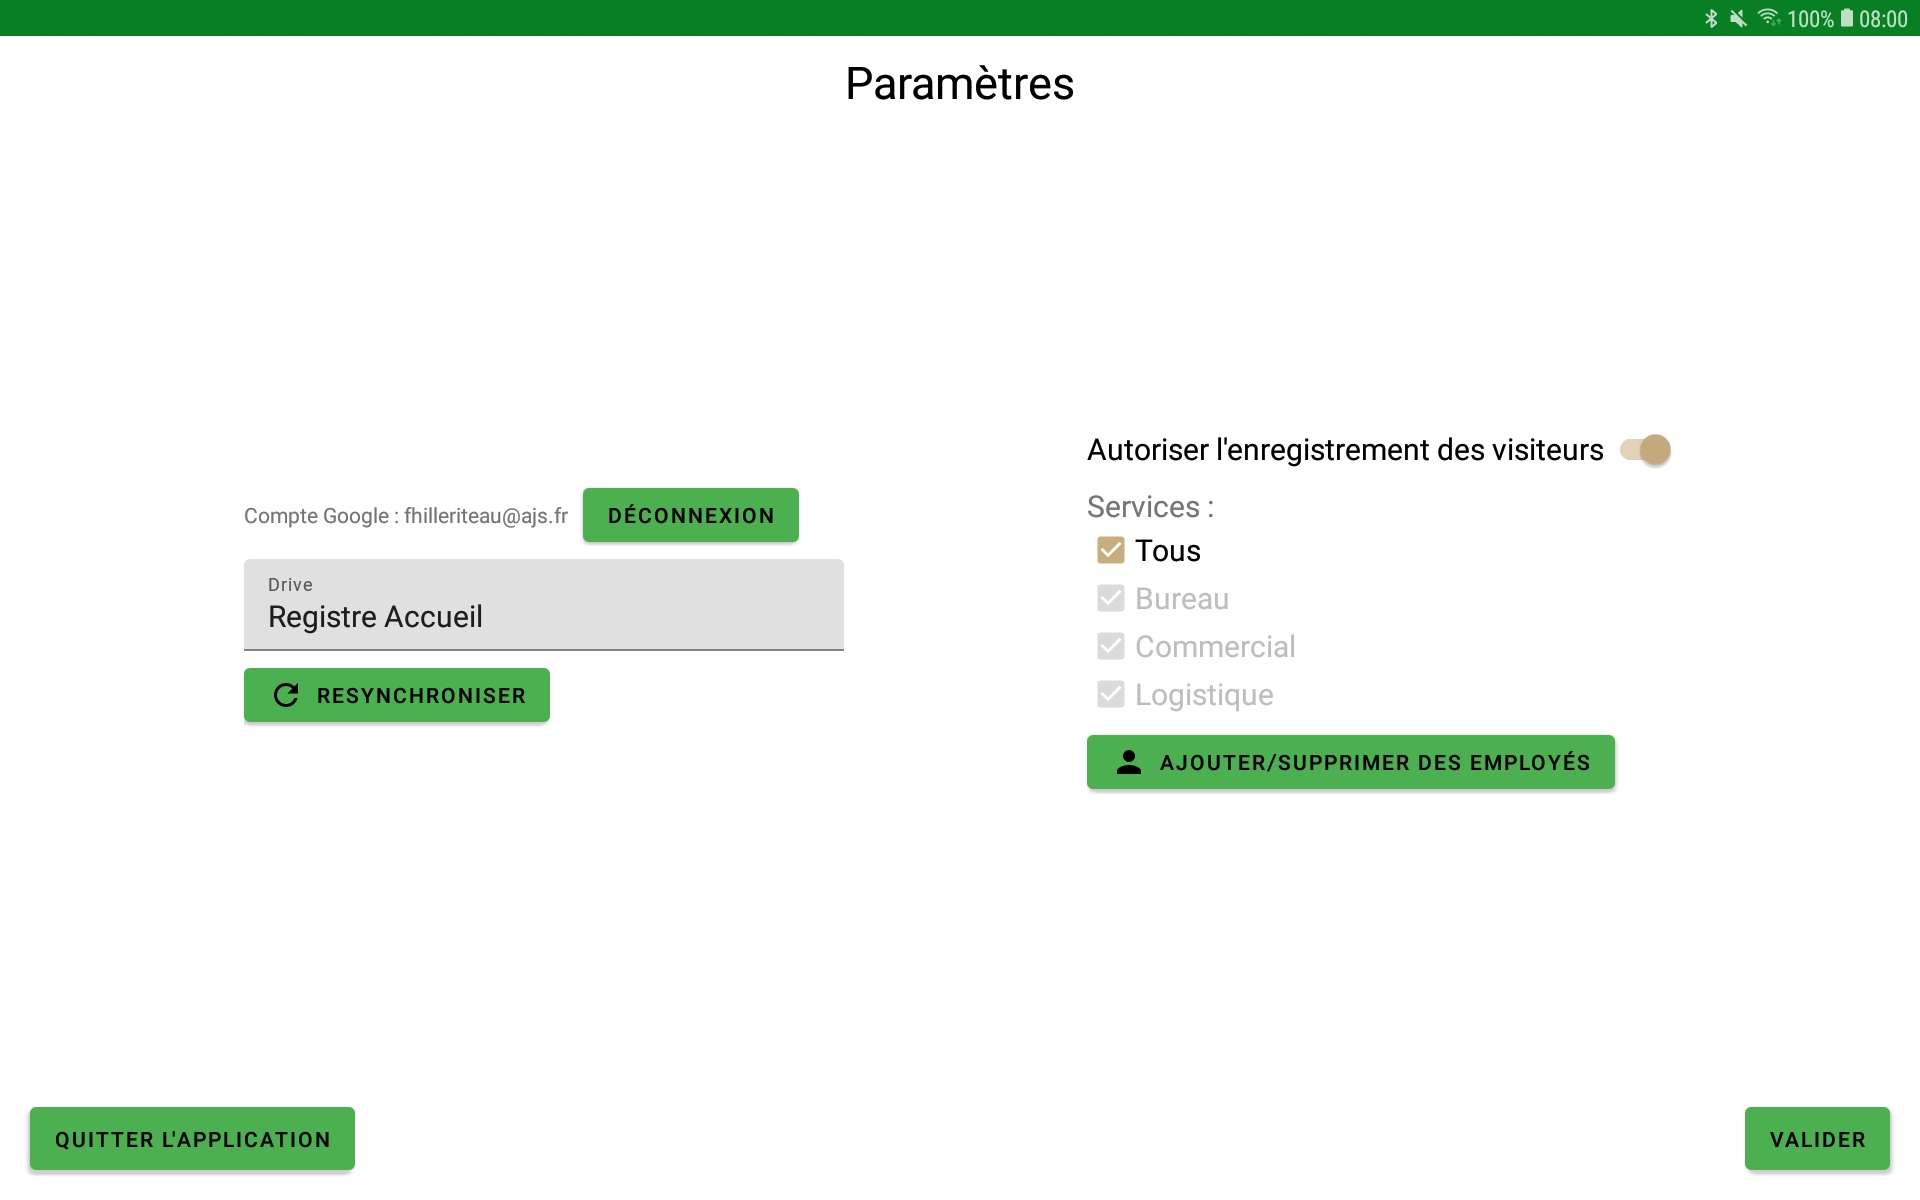 100% 08:00
Paramètres
Compte Google : fhilleriteau@ajs.fr
DÉCONNEXION
Drive
Registre Accueil
RESYNCHRONISER
Autoriser l'enregistrement des visiteurs
Services :
Tous
Bureau
Commercial
Logistique
AJOUTER/SUPPRIMER DES EMPLOYÉS
QUITTER L'APPLICATION
VALIDER